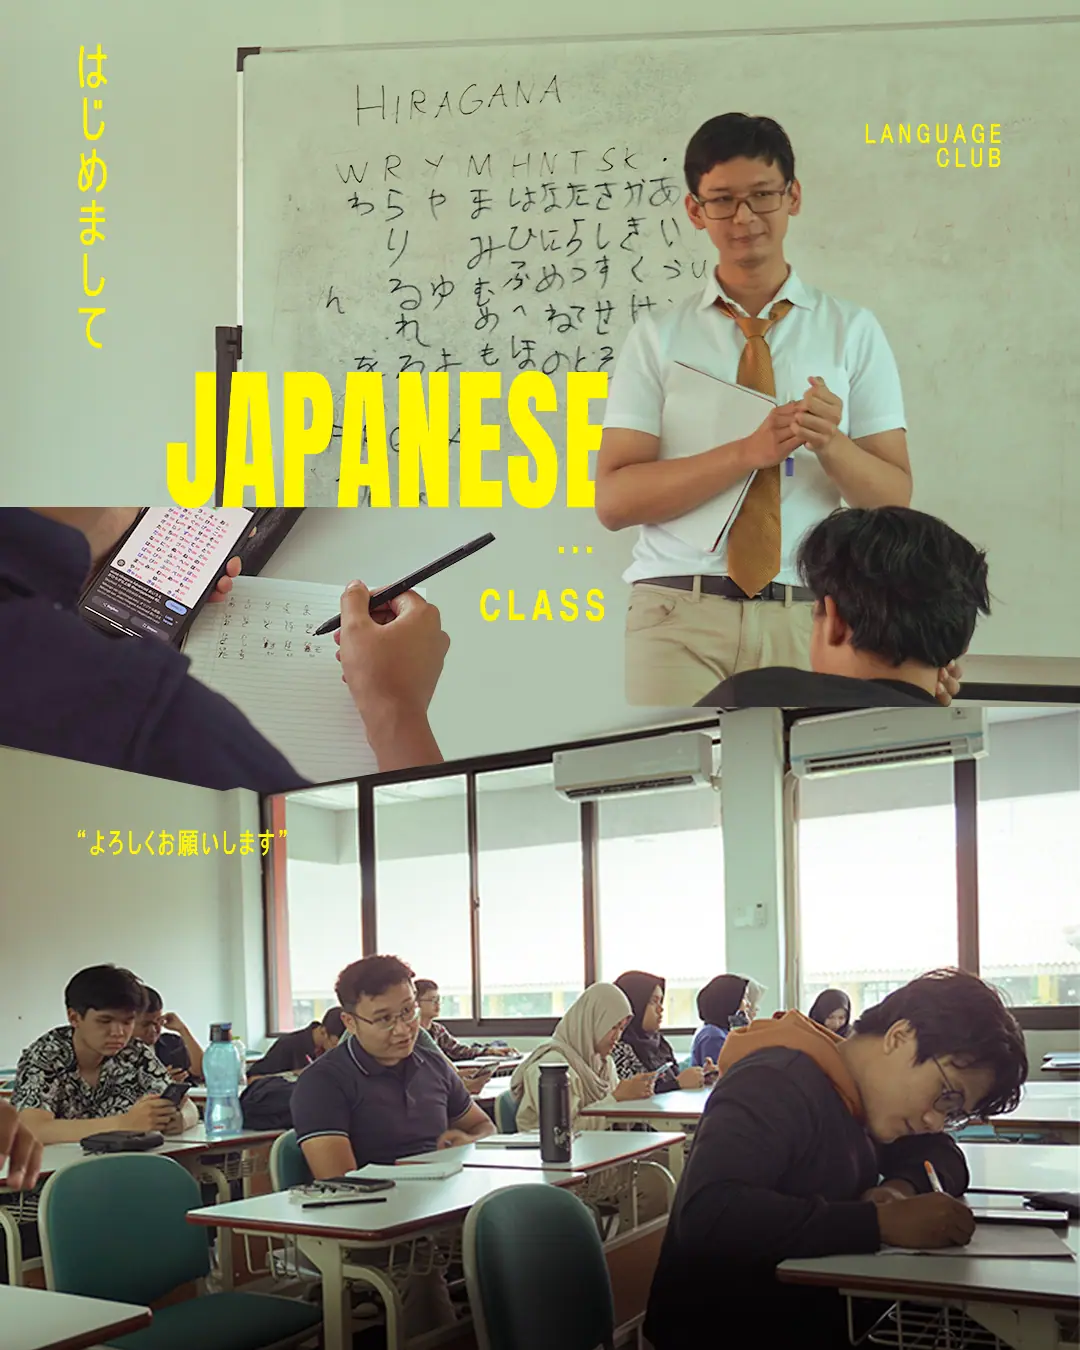 はじめまして
LANGUAGE
CLUB
HIRAGANA
W R Y M H N T S K .
わ ら や ま は な た さ か あ
り み ひ に ち し き い
ん る ゆ む ふ め つ す く う U
れ め へ ね て せ け
を ろ よ も ほ の と そ
JAPANESE
...
CLASS
“よろしくお願いします”